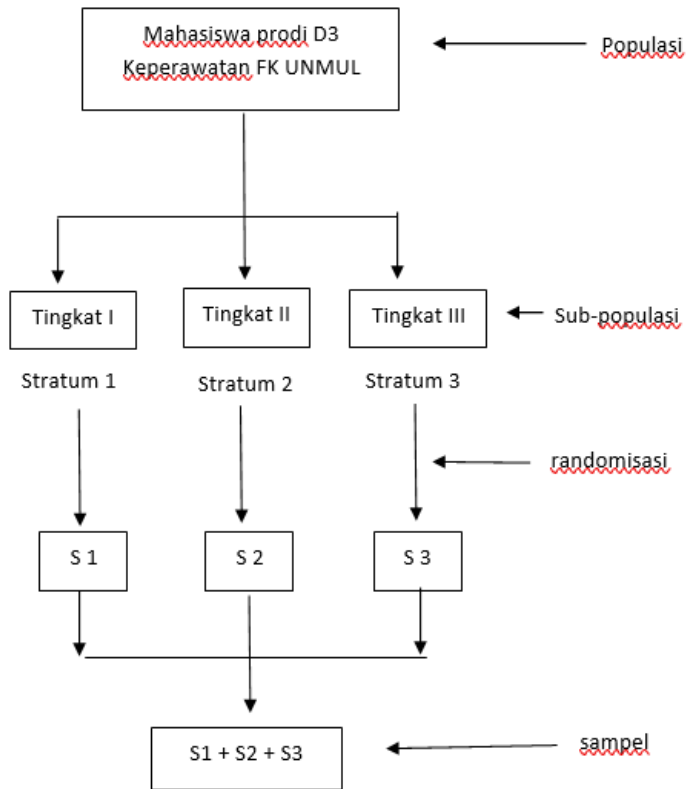 Mahasiswa prodi D3
Keperawatan FK UNMUL
Populasi
Tingkat I
Tingkat II
Tingkat III
Sub-populasi
Stratum 1
Stratum 2
Stratum 3
randomisasi
S 1
S 2
S 3
S1 + S2 + S3
sampel